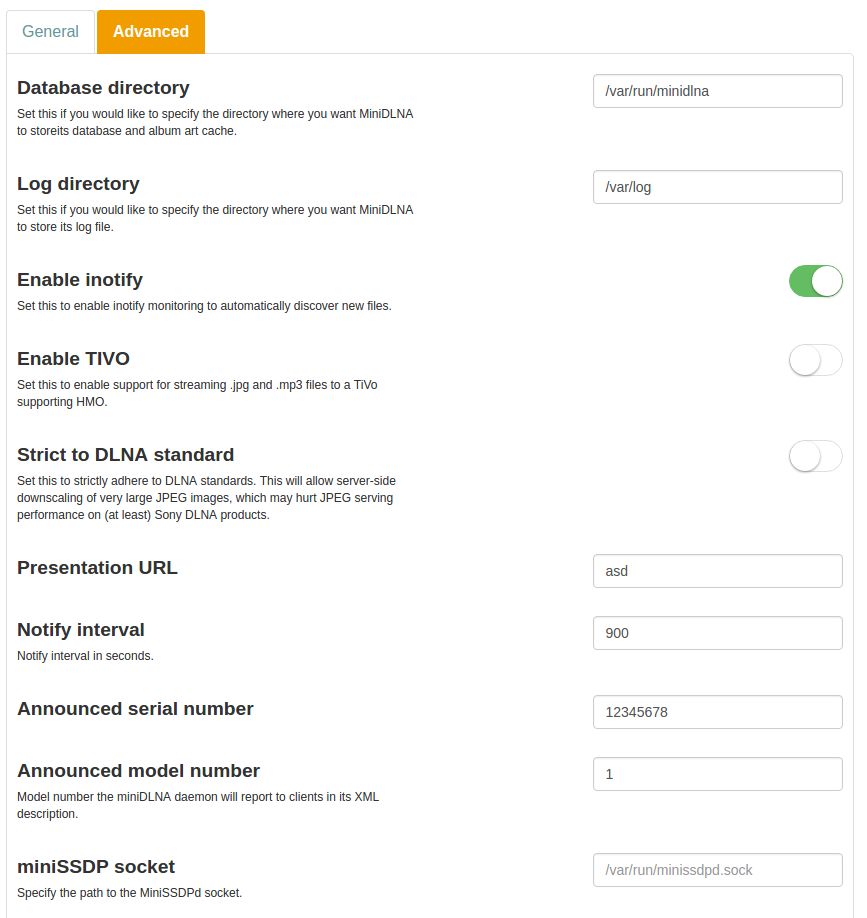 General Advanced
Database directory
/var/run/minidlna
Set this if you would like to specify the directory where you want MiniDLNA
to storeits database and album art cache.
Log directory
/var/log
Set this if you would like to specify the directory where you want MiniDLNA
to store its log file.
Enable inotify
Set this to enable inotify monitoring to automatically discover new files.
Enable TIVO
Set this to enable support for streaming .jpg and .mp3 files to a TiVo
supporting HMO.
Strict to DLNA standard
Set this to strictly adhere to DLNA standards. This will allow server-side
downscaling of very large JPEG images, which may hurt JPEG serving
performance on (at least) Sony DLNA products.
Presentation URL
asd
Notify interval
900
Notify interval in seconds.
Announced serial number
12345678
Announced model number
1
Model number the miniDLNA daemon will report to clients in its XML
description.
miniSSDP socket
/var/run/minissdpd.sock
Specify the path to the MiniSSDPd socket.